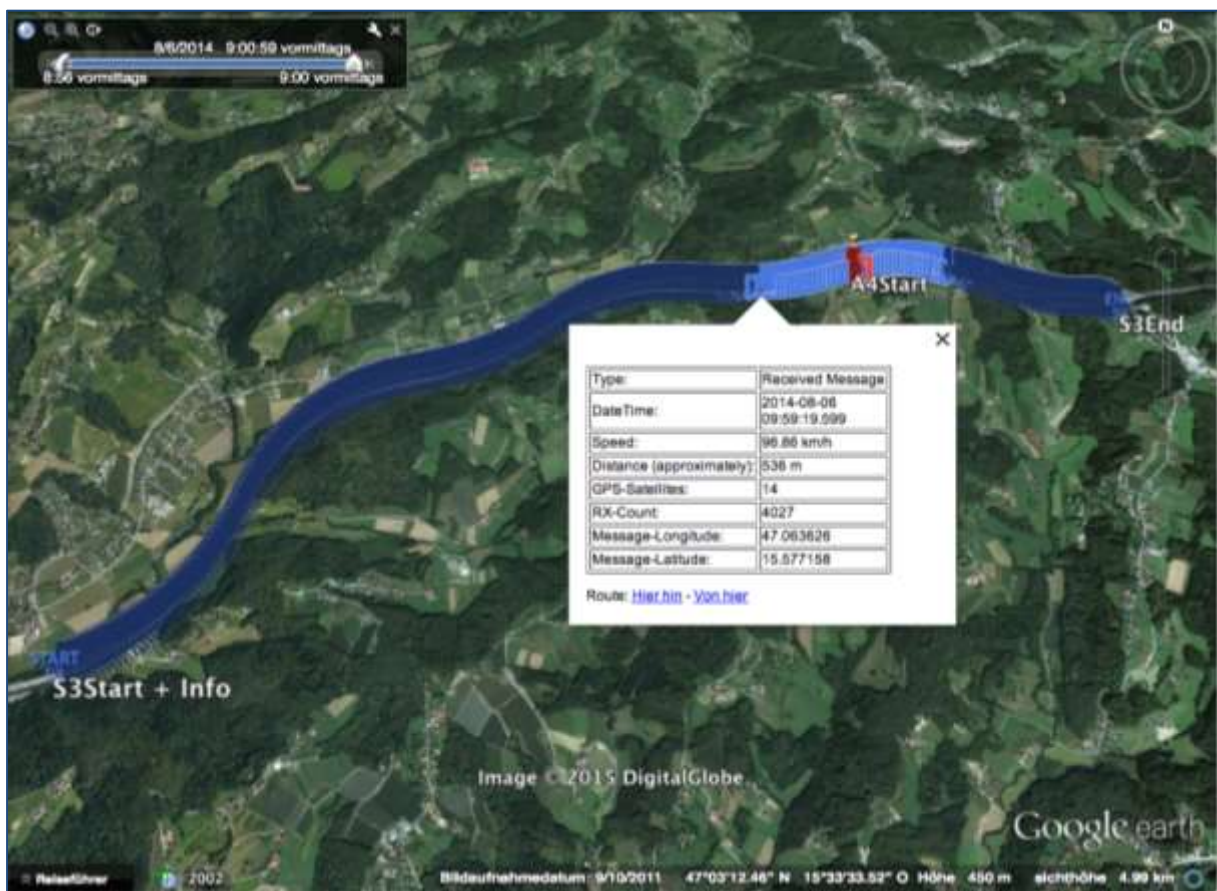 8/6/2014 9:00:59 vormittags
8:56 vormittags 9:00 vormittags
N
A4Start
S3End
Type: Received Message
DateTime: 2014-08-06
09:59:19.599
Speed: 96.86 km/h
Distance (approximately): 536 m
GPS-Satellites: 14
RX-Count: 4027
Message-Longitude: 47.063626
Message-Latitude: 15.577158
Route: Hier hin - Von hier
START
S3Start + Info
Image © 2015 DigitalGlobe
Google earth
Reiseführer 2002 Bildaufnahmedatum: 9/10/2011 47°03'12.46" N 15°33'33.52" O Höhe 450 m sichthöhe 4.99 km